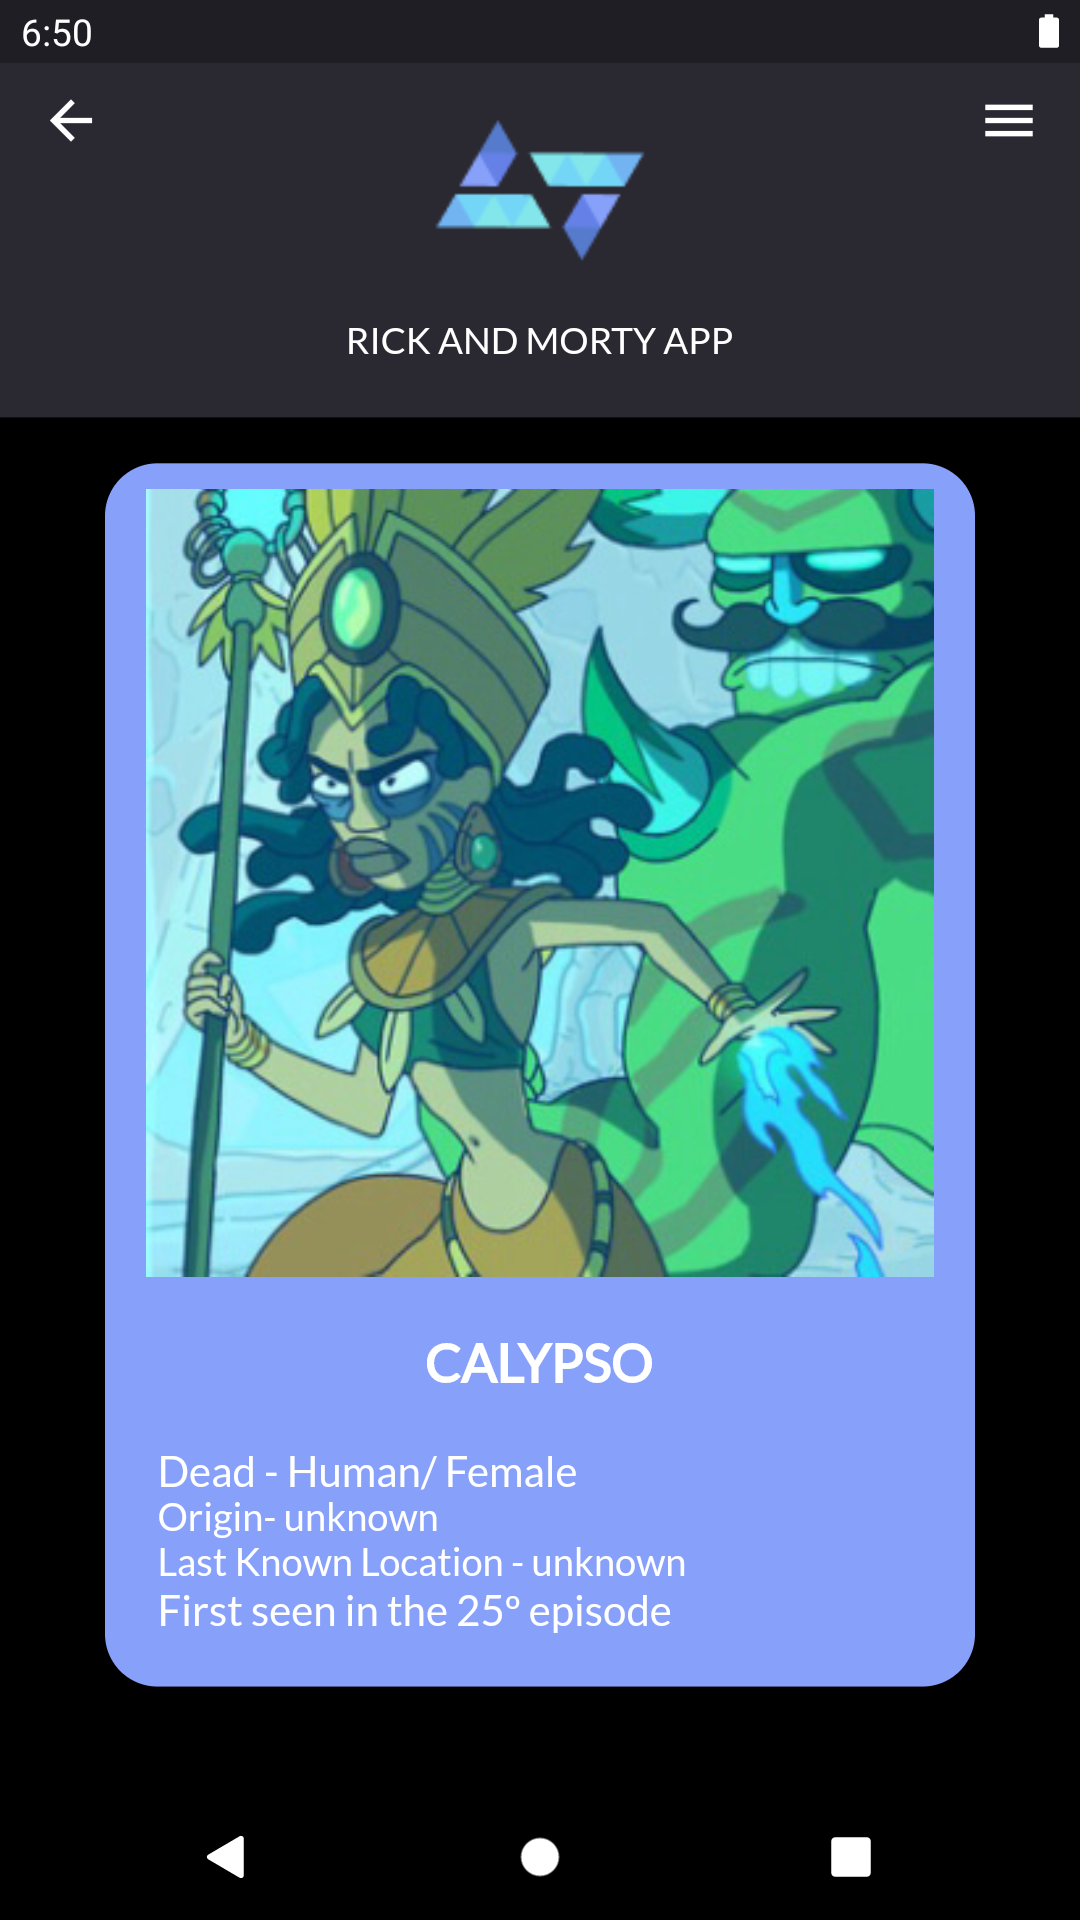 6:50
RICK AND MORTY APP
CALYPSO
Dead - Human/ Female
Origin- unknown
Last Known Location - unknown
First seen in the 25º episode